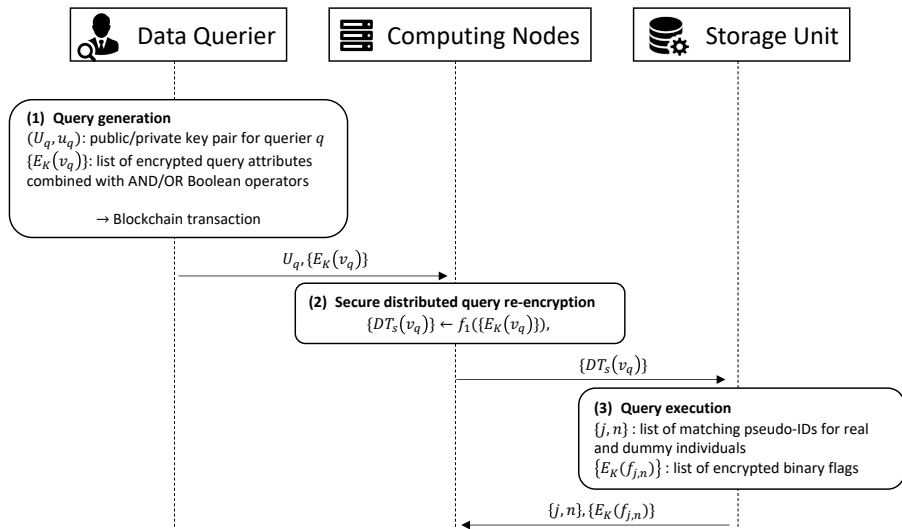 Data Querier
Computing Nodes
Storage Unit
(1) Query generation
(U_q, u_q): public/private key pair for querier q
{E_K(v_q)}: list of encrypted query attributes
combined with AND/OR Boolean operators
→ Blockchain transaction
U_q, {E_K(v_q)}
(2) Secure distributed query re-encryption
{DT_s(v_q)} ← f_1({E_K(v_q)}),
{DT_s(v_q)}
(3) Query execution
{j, n} : list of matching pseudo-IDs for real
and dummy individuals
{E_K(f_{j,n})} : list of encrypted binary flags
{j, n}, {E_K(f_{j,n})}